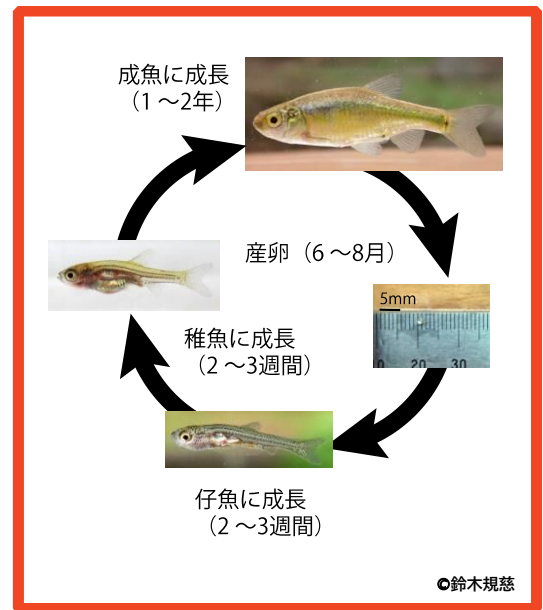 成魚に成長
（1 ～2年）
産卵（6 ～8月）
5mm
0 20 30
稚魚に成長
（2 ～3週間）
仔魚に成長
（2 ～3週間）
©鈴木規慈